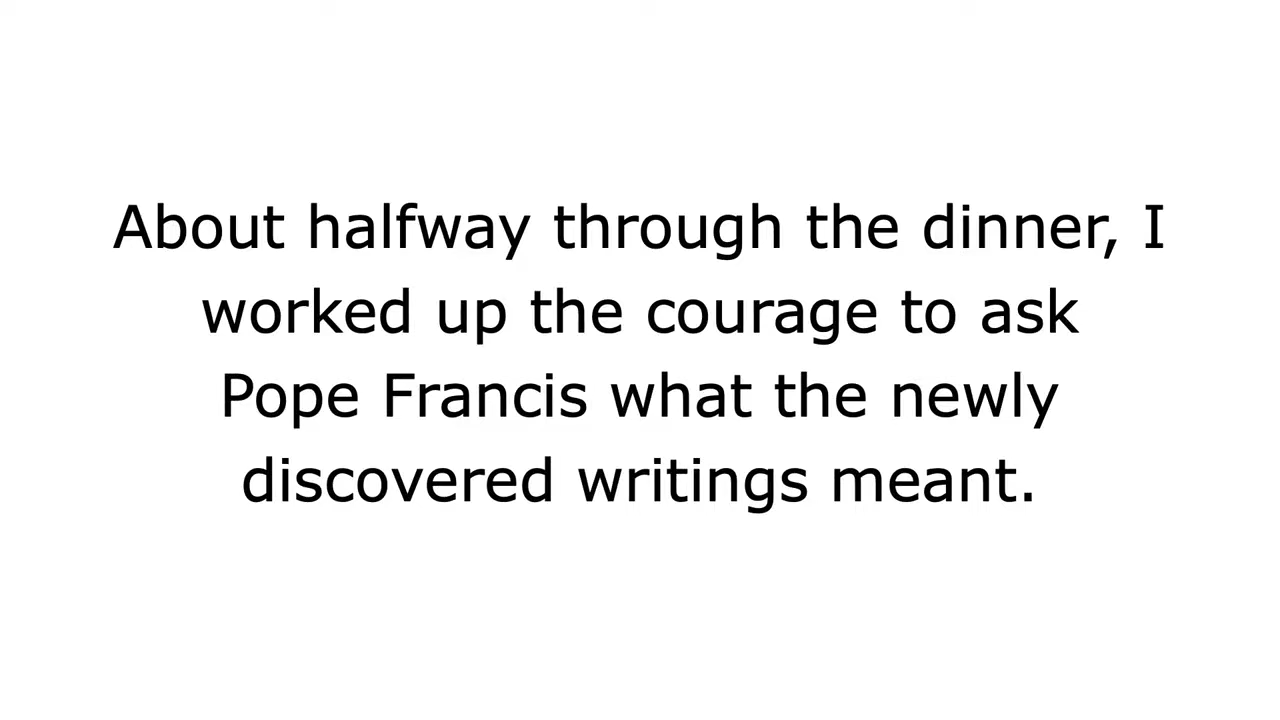 About halfway through the dinner, I
worked up the courage to ask
Pope Francis what the newly
discovered writings meant.